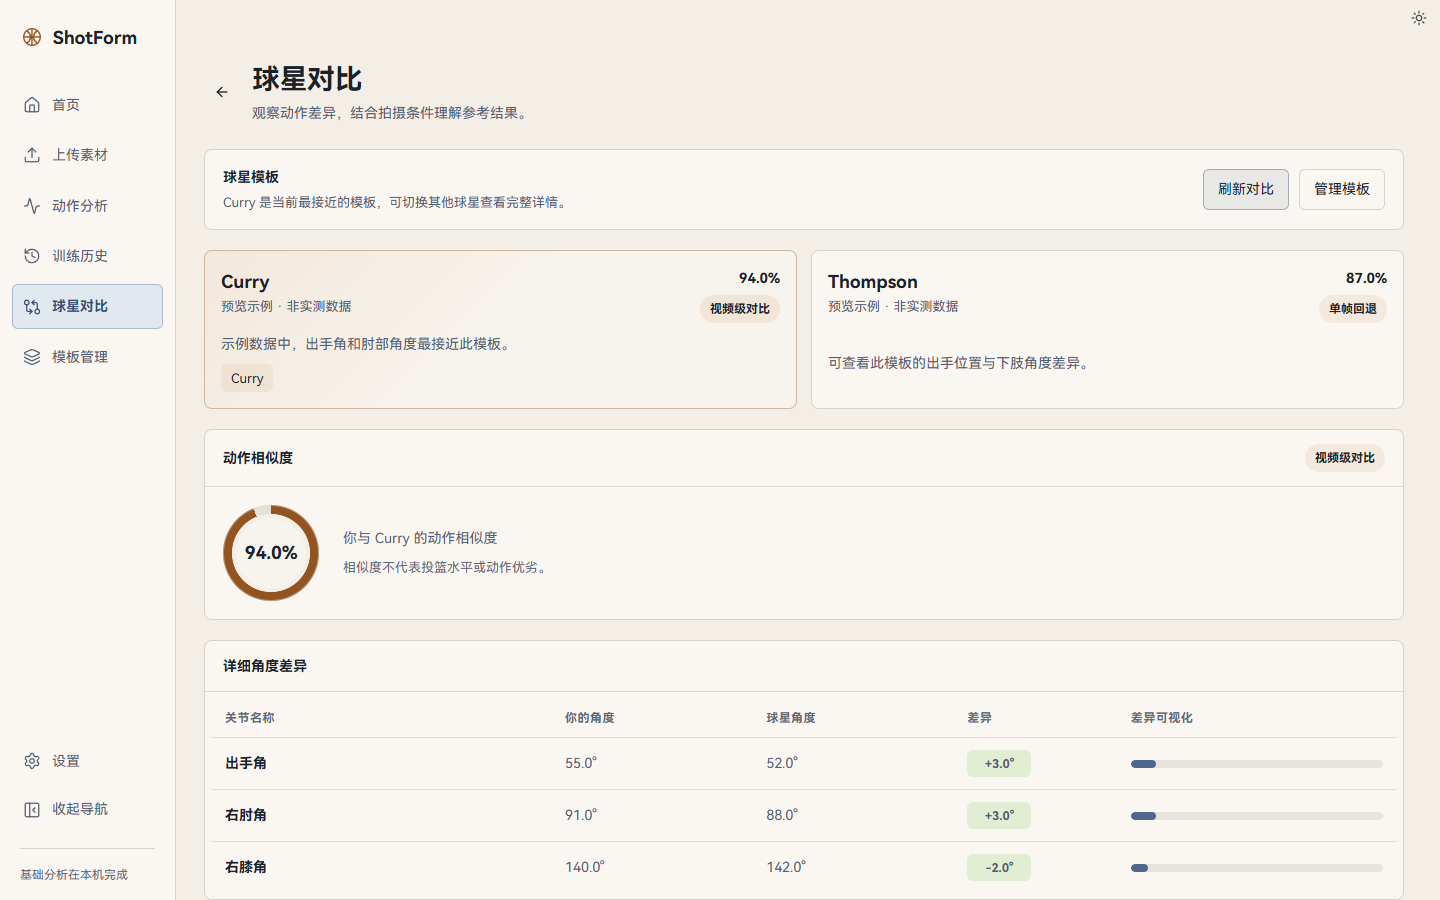 ShotForm
首页
上传素材
动作分析
训练历史
球星对比
模板管理
设置
收起导航
基础分析在本机完成
球星对比
观察动作差异，结合拍摄条件理解参考结果。
球星模板
Curry 是当前最接近的模板，可切换其他球星查看完整详情。
刷新对比
管理模板
Curry
94.0%
预览示例 · 非实测数据
视频级对比
示例数据中，出手角和肘部角度最接近此模板。
Curry
Thompson
87.0%
预览示例 · 非实测数据
单帧回退
可查看此模板的出手位置与下肢角度差异。
动作相似度
视频级对比
94.0%
你与 Curry 的动作相似度
相似度不代表投篮水平或动作优劣。
详细角度差异
关节名称 你的角度 球星角度 差异 差异可视化
出手角 55.0° 52.0° +3.0°
右肘角 91.0° 88.0° +3.0°
右膝角 140.0° 142.0° -2.0°